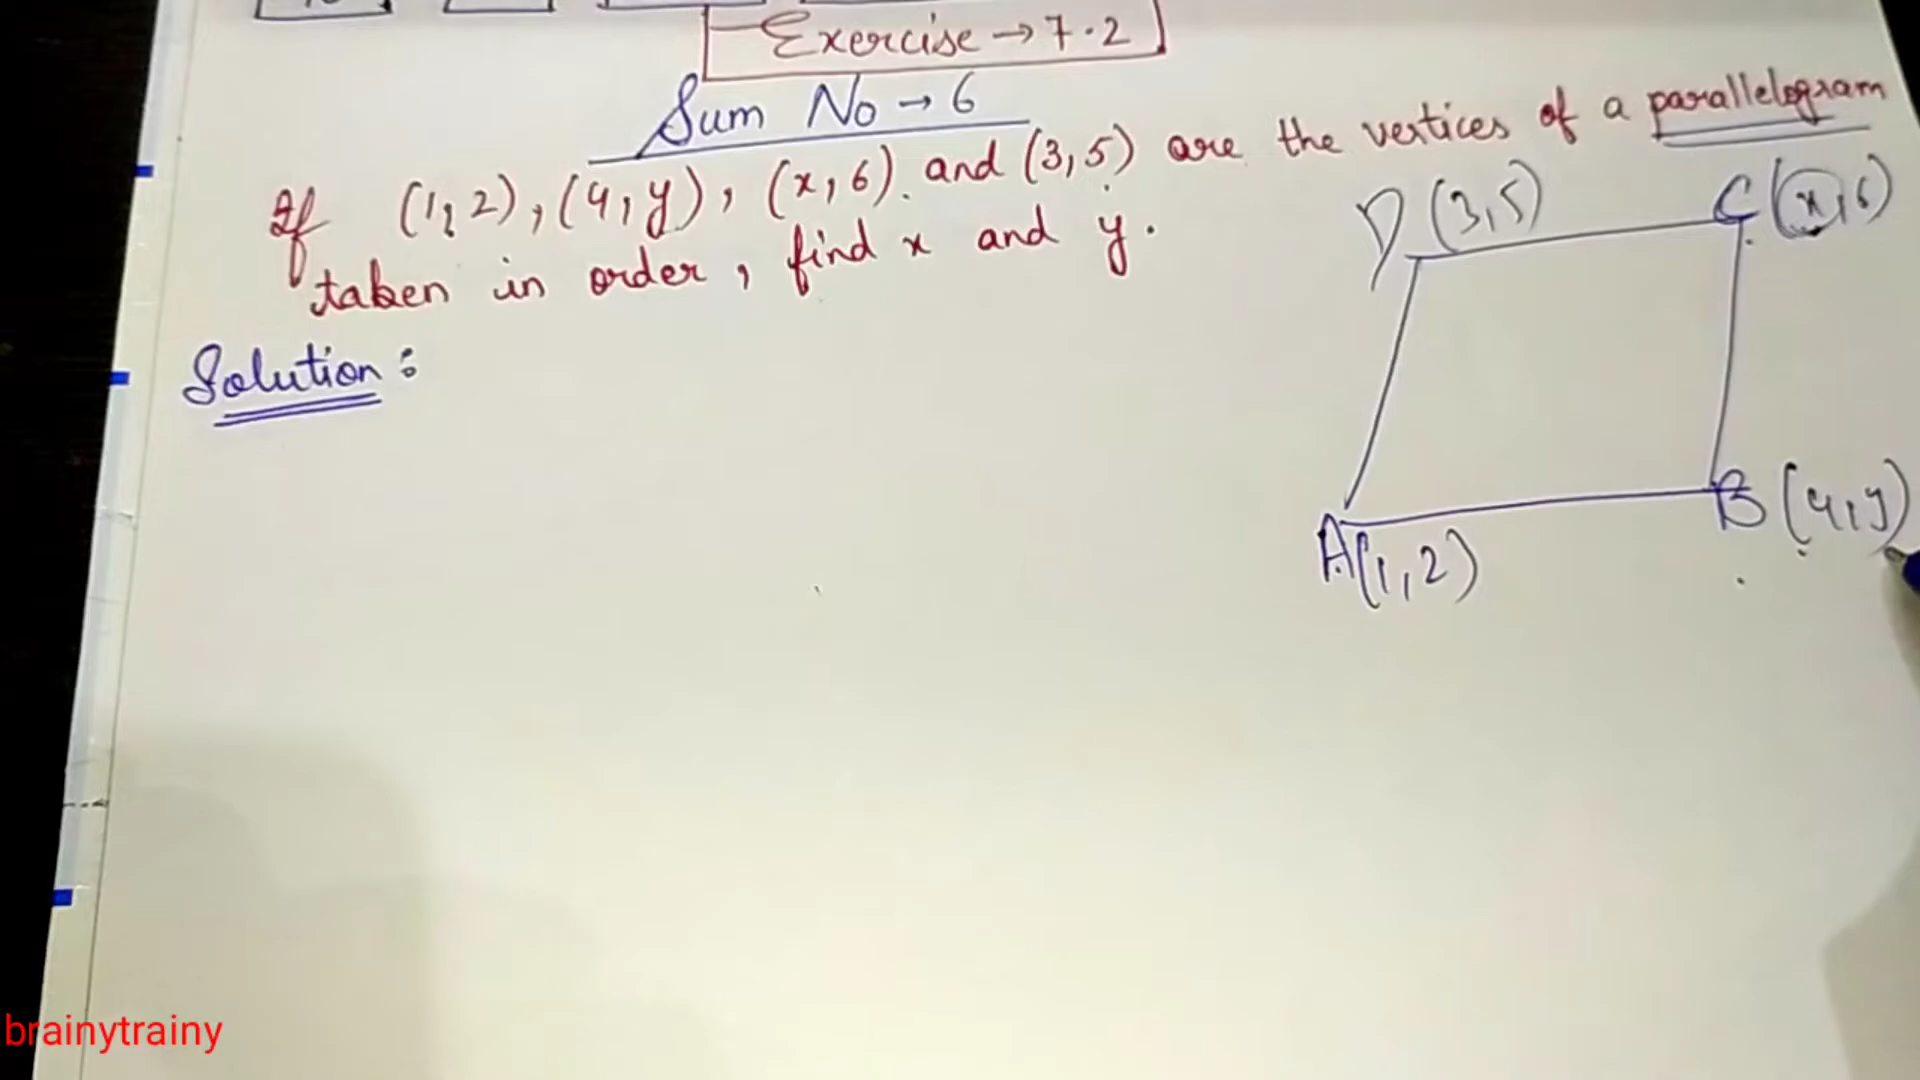 Exercise → 7.2
Sum No → 6
If (1, 2), (4, y), (x, 6) and (3, 5) are the vertices of a parallelogram
taken in order, find x and y.
D (3, 5)
C (x, 6)
Solution :
A (1, 2)
B (4, y)
brainytrainy